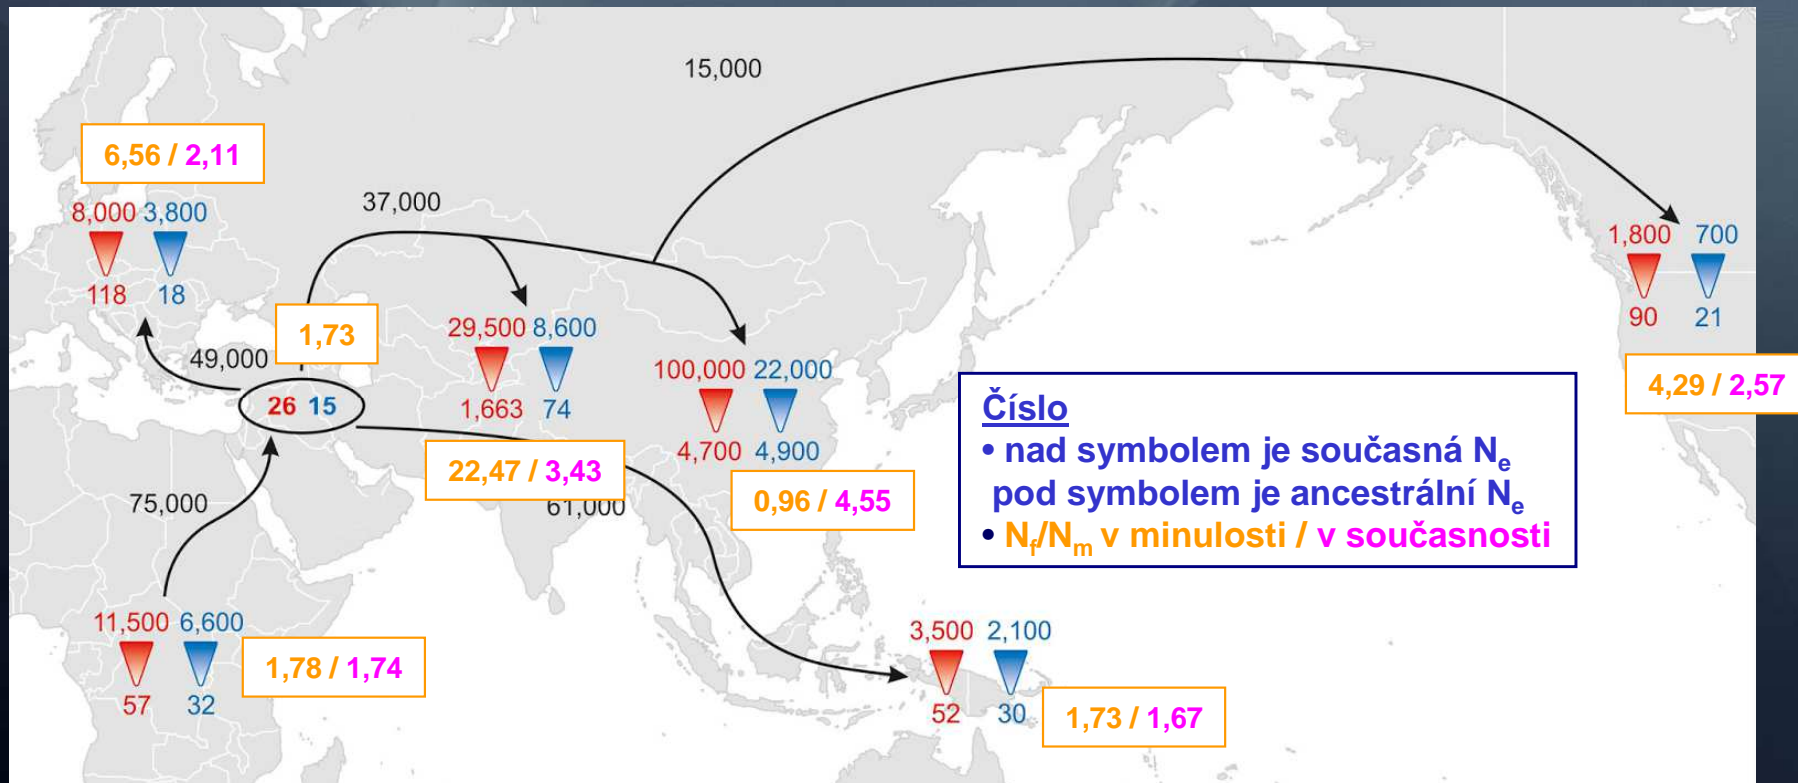 15,000
6,56 / 2,11
37,000
8,000 3,800
118 18
1,800 700
90 21
1,73
49,000
29,500 8,600
1,663 74
100,000 22,000
4,700 4,900
26 15
4,29 / 2,57
22,47 / 3,43
0,96 / 4,55
75,000
61,000
Číslo
• nad symbolem je současná Ne
pod symbolem je ancestrální Ne
• Nf/Nm v minulosti / v současnosti
11,500 6,600
57 32
1,78 / 1,74
3,500 2,100
52 30
1,73 / 1,67